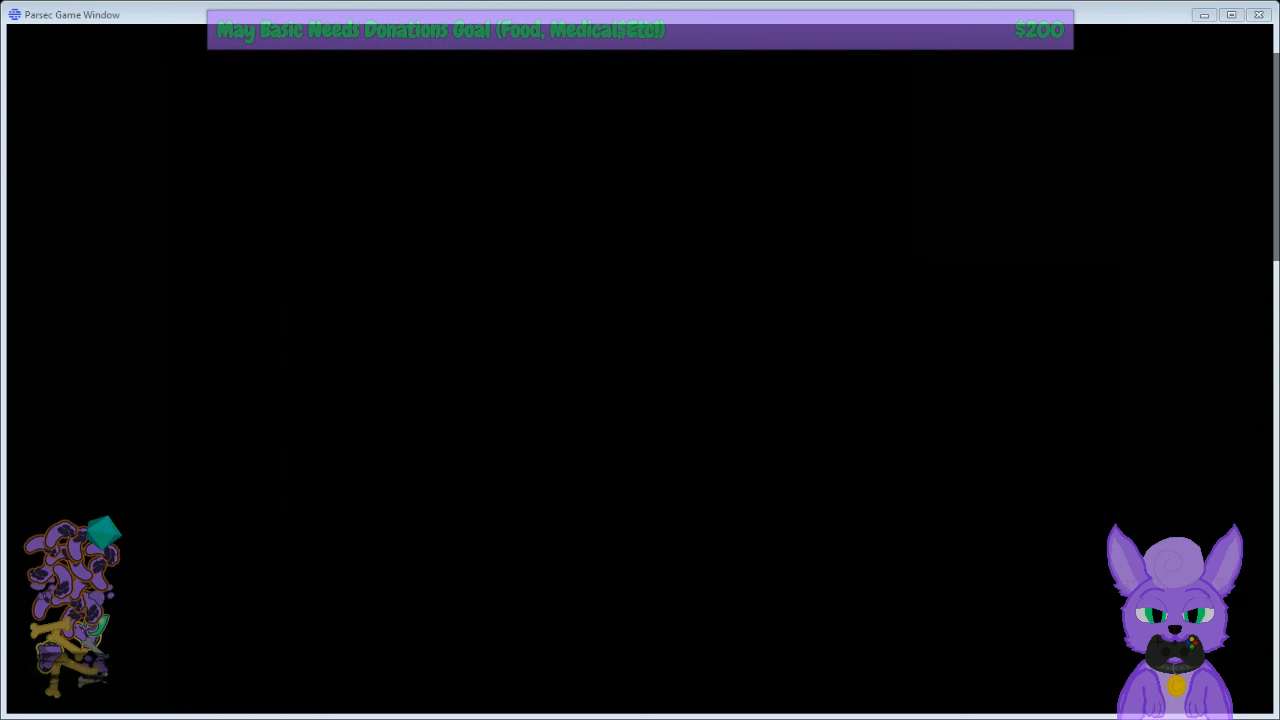 Parsec Game Window
May Basic Needs Donations Goal (Food, Medical, Etc!) $200